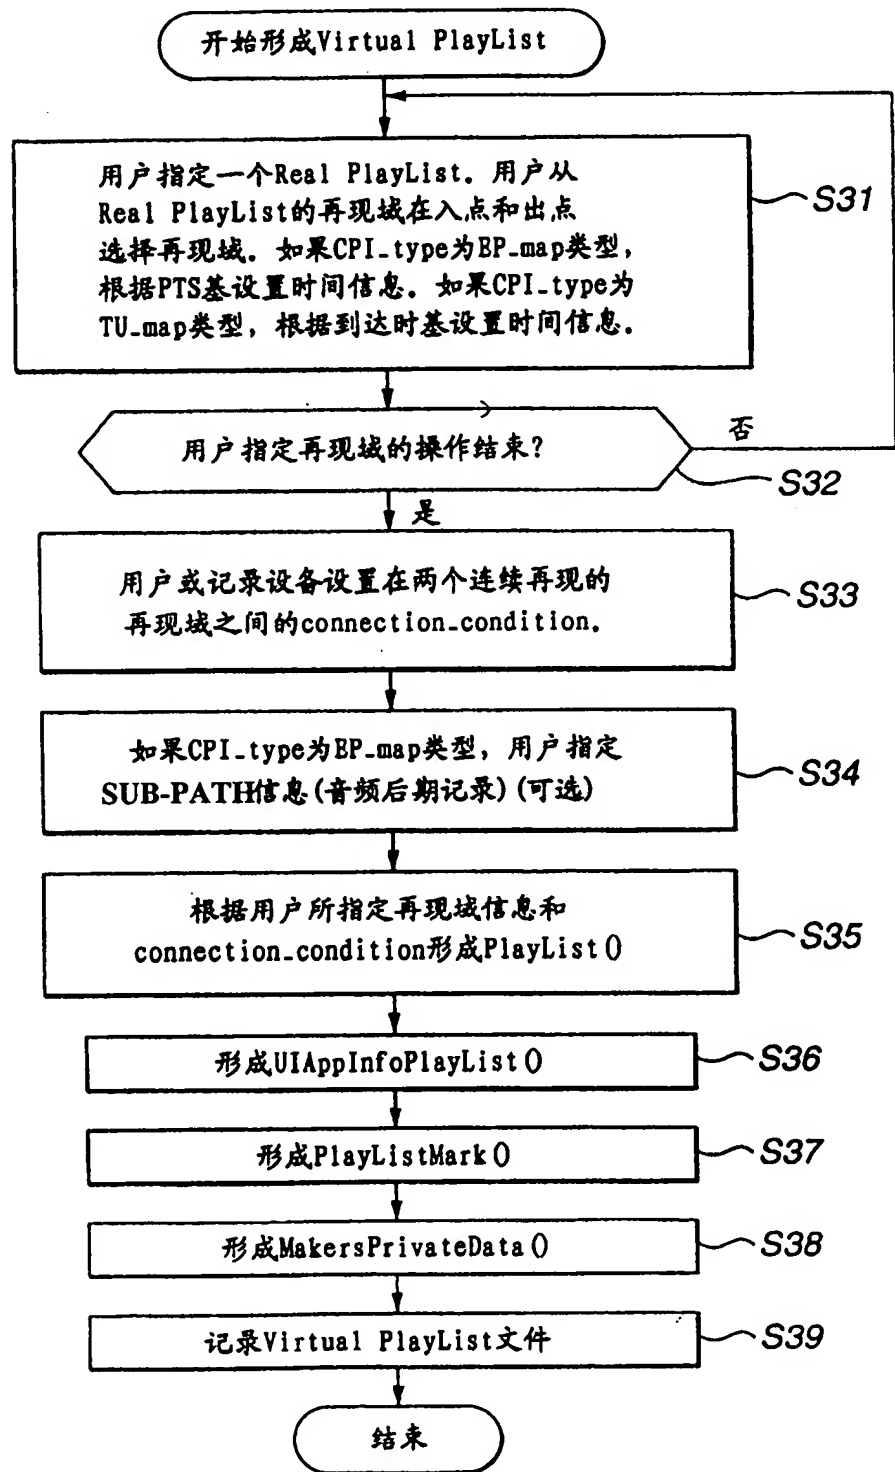 开始形成Virtual PlayList
用户指定一个Real PlayList。用户从
Real PlayList的再现域在入点和出点
选择再现域。如果CPI_type为EP_map类型，
根据PTS基设置时间信息。如果CPI_type为
TU_map类型，根据到达时基设置时间信息。
S31
用户指定再现域的操作结束?
否
S32
是
用户或记录设备设置在两个连续再现的
再现域之间的connection_condition。
S33
如果CPI_type为EP_map类型，用户指定
SUB-PATH信息(音频后期记录)(可选)
S34
根据用户所指定再现域信息和
connection_condition形成PlayList()
S35
形成UIAppInfoPlayList()
S36
形成PlayListMark()
S37
形成MakersPrivateData()
S38
记录Virtual PlayList文件
S39
结束